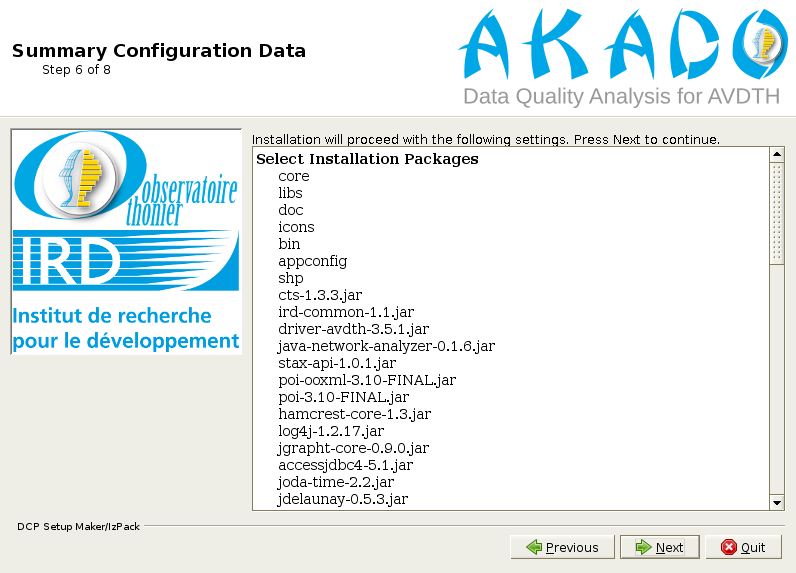 Summary Configuration Data
Step 6 of 8
AKADO
Data Quality Analysis for AVDTH
Observatoire
thonier
IRD
Institut de recherche
pour le développement
Installation will proceed with the following settings. Press Next to continue.
Select Installation Packages
core
libs
doc
icons
bin
appconfig
shp
cts-1.3.3.jar
ird-common-1.1.jar
driver-avdth-3.5.1.jar
java-network-analyzer-0.1.6.jar
stax-api-1.0.1.jar
poi-ooxml-3.10-FINAL.jar
poi-3.10-FINAL.jar
hamcrest-core-1.3.jar
log4j-1.2.17.jar
jgrapht-core-0.9.0.jar
accessjdbc4-5.1.jar
joda-time-2.2.jar
jdelaunay-0.5.3.jar
DCP Setup Maker/IzPack
Previous
Next
Quit